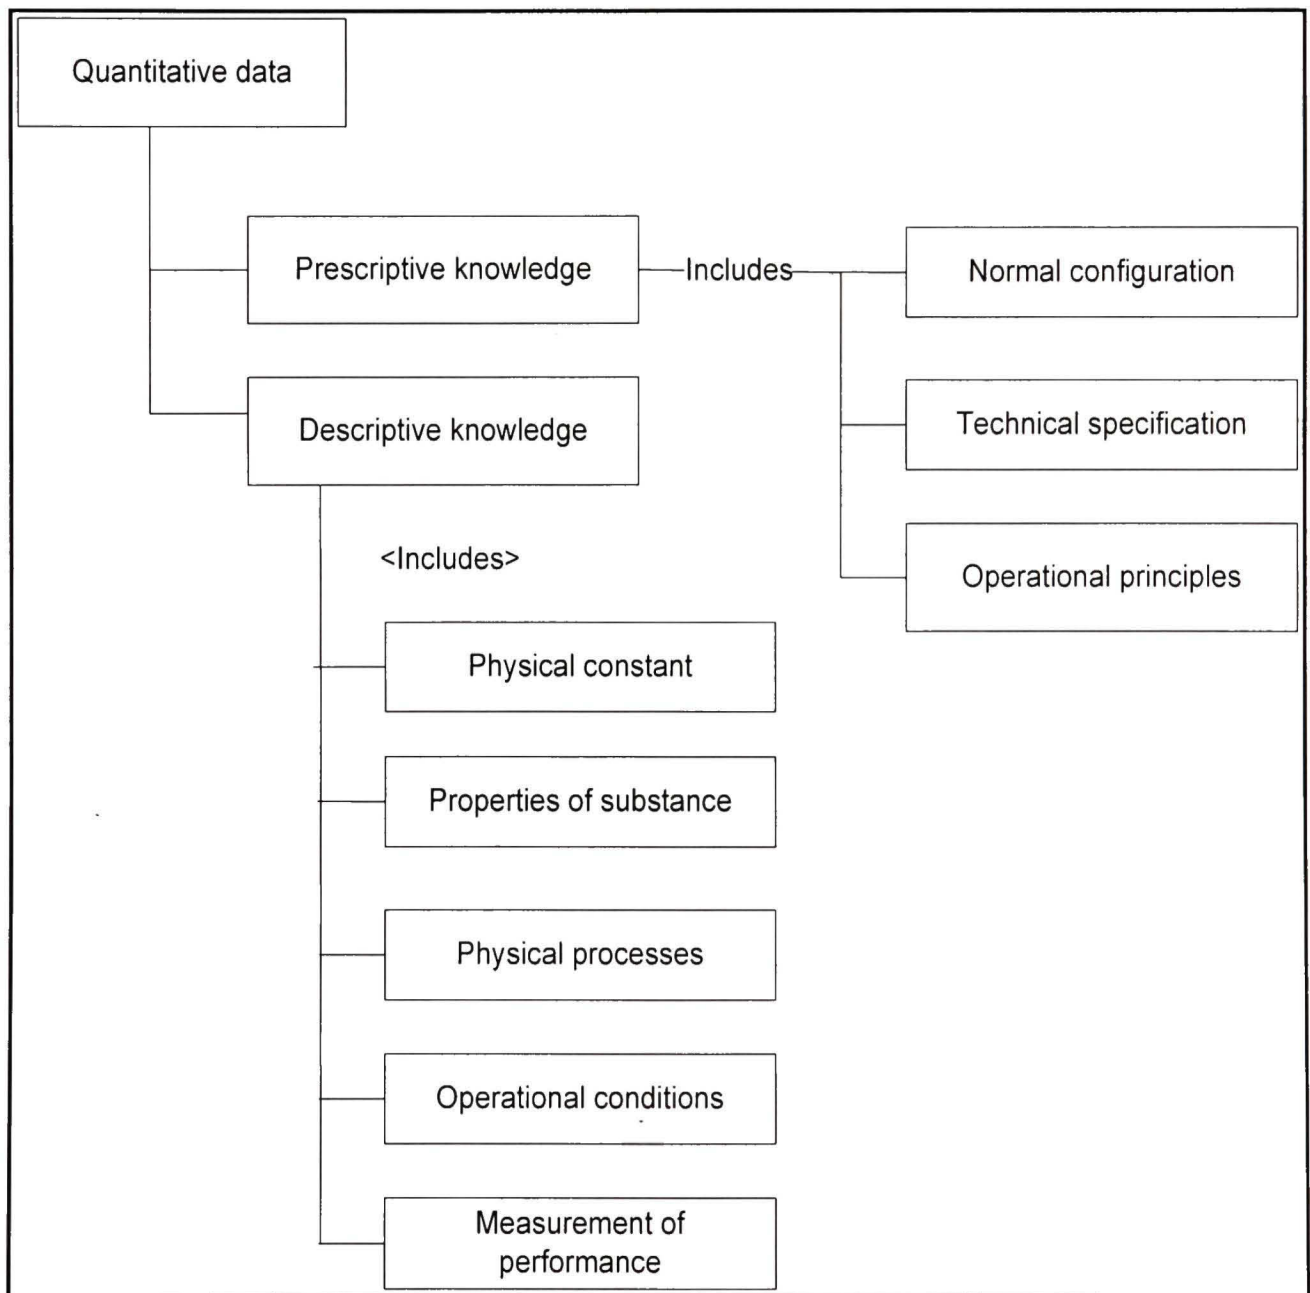 Quantitative data
Prescriptive knowledge
Includes
Normal configuration
Technical specification
Operational principles
Descriptive knowledge
<Includes>
Physical constant
Properties of substance
Physical processes
Operational conditions
Measurement of
performance